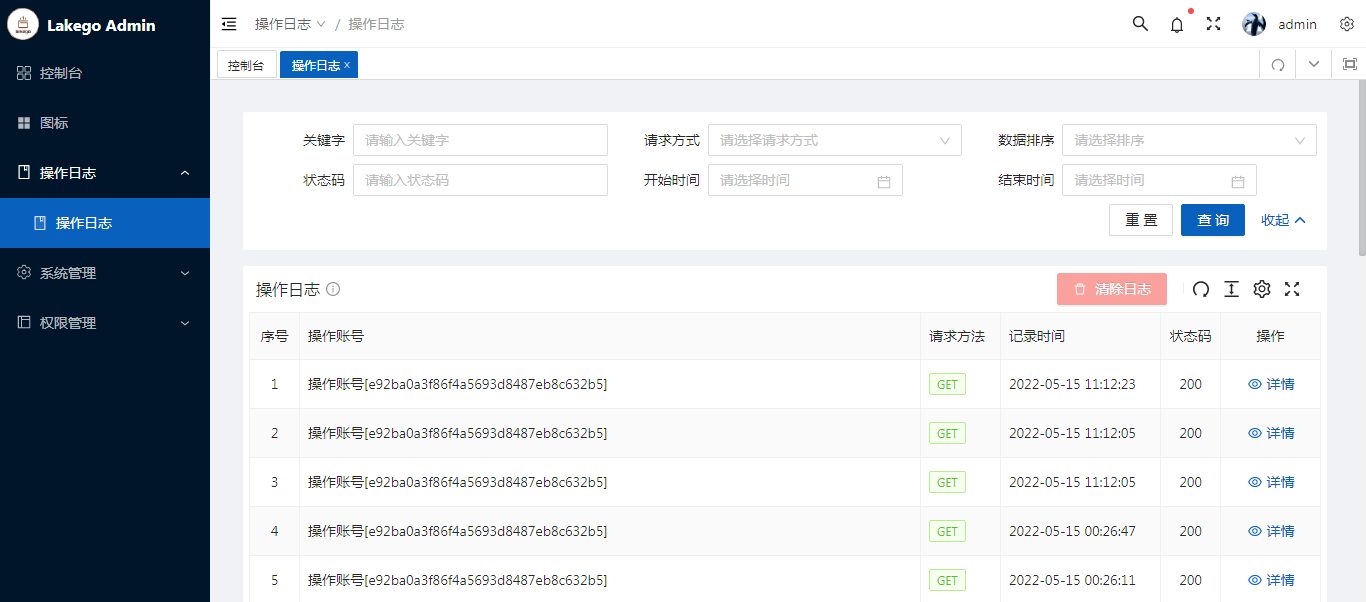 Lakego Admin
操作日志 / 操作日志
admin
控制台
图标
操作日志
操作日志
系统管理
权限管理
控制台 操作日志 ×
关键字 请输入关键字 请求方式 请选择请求方式 数据排序 请选择排序
状态码 请输入状态码 开始时间 请选择时间 结束时间 请选择时间
重 置 查 询 收起
操作日志 清除日志
序号 操作账号 请求方法 记录时间 状态码 操作
1 操作账号[e92ba0a3f86f4a5693d8487eb8c632b5] GET 2022-05-15 11:12:23 200 详情
2 操作账号[e92ba0a3f86f4a5693d8487eb8c632b5] GET 2022-05-15 11:12:05 200 详情
3 操作账号[e92ba0a3f86f4a5693d8487eb8c632b5] GET 2022-05-15 11:12:05 200 详情
4 操作账号[e92ba0a3f86f4a5693d8487eb8c632b5] GET 2022-05-15 00:26:47 200 详情
5 操作账号[e92ba0a3f86f4a5693d8487eb8c632b5] GET 2022-05-15 00:26:11 200 详情